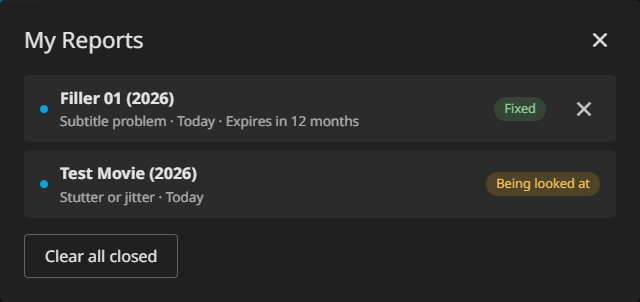 My Reports
Filler 01 (2026)
Subtitle problem · Today · Expires in 12 months
Fixed
Test Movie (2026)
Stutter or jitter · Today
Being looked at
Clear all closed